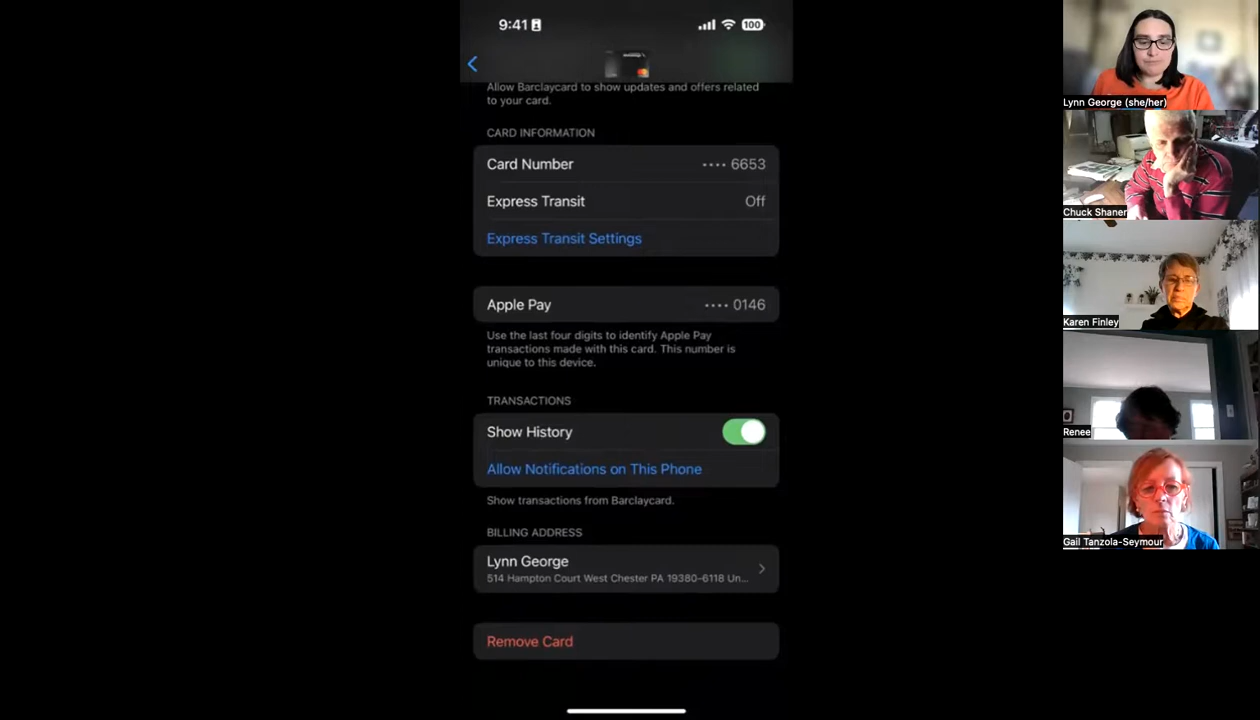 9:41
100
Allow Barclaycard to show updates and offers related
to your card.
CARD INFORMATION
Card Number •••• 6653
Express Transit Off
Express Transit Settings
Apple Pay •••• 0146
Use the last four digits to identify Apple Pay
transactions made with this card. This number is
unique to this device.
TRANSACTIONS
Show History
Allow Notifications on This Phone
Show transactions from Barclaycard.
BILLING ADDRESS
Lynn George
514 Hampton Court West Chester PA 19380-6118 Un...
Remove Card
Lynn George (she/her)
Chuck Shaner
Karen Finley
Renee
Gail Tanzola-Seymour